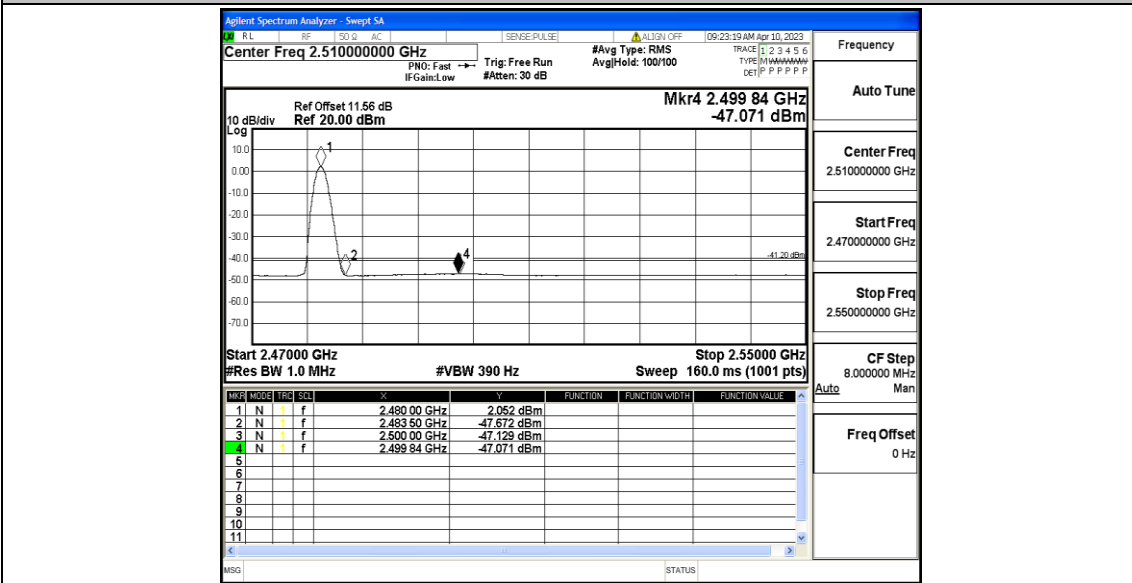 Agilent Spectrum Analyzer - Swept SA
RL RF 50 Ω AC SENSE:PULSE ALIGN OFF 09:23:19 AM Apr 10, 2023
Center Freq 2.510000000 GHz
PNO: Fast
IFGain:Low
Trig: Free Run
#Atten: 30 dB
#Avg Type: RMS
Avg|Hold: 100/100
TRACE 1 2 3 4 5 6
TYPE M
DET P P P P P P
Ref Offset 11.56 dB
10 dB/div Ref 20.00 dBm
Log
Mkr4 2.499 84 GHz
-47.071 dBm
10.0
0.00
-10.0
-20.0
-30.0
-40.0
-50.0
-60.0
-70.0
1
2
4
-41.20 dBm
Start 2.47000 GHz Stop 2.55000 GHz
#Res BW 1.0 MHz #VBW 390 Hz Sweep 160.0 ms (1001 pts)
MKR MODE TRC SCL X Y FUNCTION FUNCTION WIDTH FUNCTION VALUE
1 N 1 f 2.480 00 GHz 2.052 dBm
2 N 1 f 2.483 50 GHz -47.672 dBm
3 N 1 f 2.500 00 GHz -47.129 dBm
4 N 1 f 2.499 84 GHz -47.071 dBm
5
6
7
8
9
10
11
MSG STATUS
Frequency
Auto Tune
Center Freq
2.510000000 GHz
Start Freq
2.470000000 GHz
Stop Freq
2.550000000 GHz
CF Step
8.000000 MHz
Auto Man
Freq Offset
0 Hz